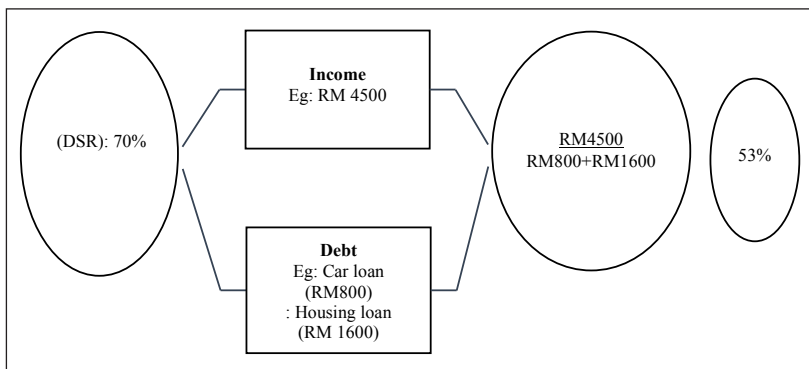 (DSR): 70%
Income
Eg: RM 4500
Debt
Eg: Car loan
(RM800)
: Housing loan
(RM 1600)
RM4500
RM800+RM1600
53%